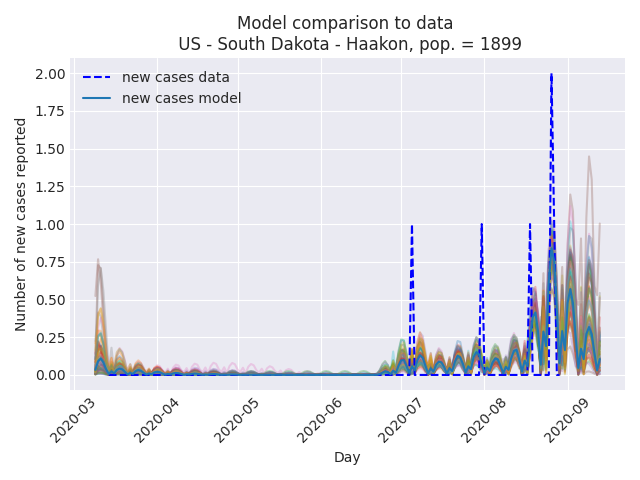 Model comparison to data
US - South Dakota - Haakon, pop. = 1899
new cases data
new cases model
Number of new cases reported
2.00
1.75
1.50
1.25
1.00
0.75
0.50
0.25
0.00
2020-03
2020-04
2020-05
2020-06
2020-07
2020-08
2020-09
Day